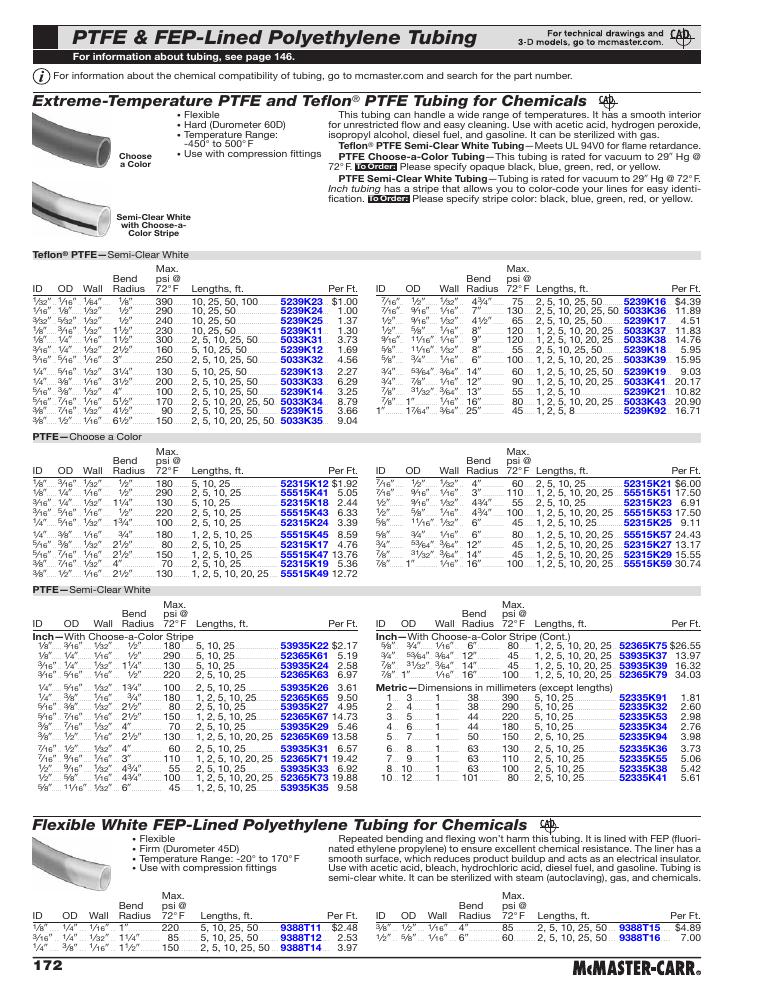 PTFE & FEP-Lined Polyethylene Tubing
For technical drawings and
3-D models, go to mcmaster.com.
CAD
For information about tubing, see page 146.
i For information about the chemical compatibility of tubing, go to mcmaster.com and search for the part number.
Extreme-Temperature PTFE and Teflon® PTFE Tubing for Chemicals CAD
Choose
a Color
Semi-Clear White
with Choose-a-
Color Stripe
• Flexible
• Hard (Durometer 60D)
• Temperature Range:
-450° to 500°F
• Use with compression fittings
This tubing can handle a wide range of temperatures. It has a smooth interior
for unrestricted flow and easy cleaning. Use with acetic acid, hydrogen peroxide,
isopropyl alcohol, diesel fuel, and gasoline. It can be sterilized with gas.
Teflon® PTFE Semi-Clear White Tubing—Meets UL 94V0 for flame retardance.
PTFE Choose-a-Color Tubing—This tubing is rated for vacuum to 29" Hg @
72°F. To Order: Please specify opaque black, blue, green, red, or yellow.
PTFE Semi-Clear White Tubing—Tubing is rated for vacuum to 29" Hg @ 72°F.
Inch tubing has a stripe that allows you to color-code your lines for easy identi-
fication. To Order: Please specify stripe color: black, blue, green, red, or yellow.
Teflon® PTFE—Semi-Clear White
ID OD Wall Bend Radius Max. psi @ 72°F Lengths, ft. Per Ft.
1/32" 1/16" 1/64" 1/8" 390 10, 25, 50, 100 5239K23 $1.00
1/16" 1/8" 1/32" 1/2" 290 10, 25, 50 5239K24 1.00
3/32" 5/32" 1/32" 1/2" 240 10, 25, 50 5239K25 1.37
1/8" 3/16" 1/32" 1 1/2" 230 10, 25, 50 5239K11 1.30
1/8" 1/4" 1/16" 1 1/2" 300 2, 5, 10, 25, 50 5033K31 3.73
3/16" 1/4" 1/32" 2 1/2" 160 5, 10, 25, 50 5239K12 1.69
3/16" 5/16" 1/16" 3" 250 2, 5, 10, 25, 50 5033K32 4.56
1/4" 5/16" 1/32" 3 1/4" 130 5, 10, 25, 50 5239K13 2.27
1/4" 3/8" 1/16" 3 1/2" 200 2, 5, 10, 25, 50 5033K33 6.29
5/16" 3/8" 1/32" 4" 100 2, 5, 10, 25, 50 5239K14 3.25
5/16" 7/16" 1/16" 5 1/2" 170 2, 5, 10, 20, 25, 50 5033K34 8.79
3/8" 7/16" 1/32" 4 1/2" 90 2, 5, 10, 25, 50 5239K15 3.66
3/8" 1/2" 1/16" 6 1/2" 150 2, 5, 10, 20, 25, 50 5033K35 9.04
ID OD Wall Bend Radius Max. psi @ 72°F Lengths, ft. Per Ft.
7/16" 1/2" 1/32" 4 3/4" 75 2, 5, 10, 25, 50 5239K16 $4.39
7/16" 9/16" 1/16" 7" 130 2, 5, 10, 20, 25, 50 5033K36 11.89
1/2" 9/16" 1/32" 4 1/2" 65 2, 5, 10, 25, 50 5239K17 4.51
1/2" 5/8" 1/16" 8" 120 1, 2, 5, 10, 20, 25 5033K37 11.83
9/16" 11/16" 1/16" 9" 120 1, 2, 5, 10, 20, 25 5033K38 14.76
5/8" 11/16" 1/32" 8" 55 2, 5, 10, 25, 50 5239K18 5.95
5/8" 3/4" 1/16" 6" 100 1, 2, 5, 10, 20, 25 5033K39 15.95
3/4" 53/64" 3/64" 14" 60 1, 2, 5, 10, 25, 50 5239K19 9.03
3/4" 7/8" 1/16" 12" 90 1, 2, 5, 10, 20, 25 5033K41 20.17
7/8" 31/32" 3/64" 13" 55 1, 2, 5, 10 5239K21 10.82
7/8" 1" 1/16" 16" 80 1, 2, 5, 10, 20, 25 5033K43 20.90
1" 1 7/64" 3/64" 25" 45 1, 2, 5, 8 5239K92 16.71
PTFE—Choose a Color
ID OD Wall Bend Radius Max. psi @ 72°F Lengths, ft. Per Ft.
1/8" 3/16" 1/32" 1/2" 180 5, 10, 25 52315K12 $1.92
1/8" 1/4" 1/16" 1/2" 290 2, 5, 10, 25 55515K41 5.05
3/16" 1/4" 1/32" 1 1/4" 130 5, 10, 25 52315K18 2.44
3/16" 5/16" 1/16" 1/2" 220 2, 5, 10, 25 55515K43 6.33
1/4" 5/16" 1/32" 1 3/4" 100 2, 5, 10, 25 52315K24 3.39
1/4" 3/8" 1/16" 3/4" 180 1, 2, 5, 10, 25 55515K45 8.59
5/16" 3/8" 1/32" 2 1/2" 80 2, 5, 10, 25 52315K17 4.76
5/16" 7/16" 1/16" 2 1/2" 150 1, 2, 5, 10, 20, 25 55515K47 13.76
3/8" 7/16" 1/32" 4" 70 2, 5, 10, 25 52315K19 5.36
3/8" 1/2" 1/16" 2 1/2" 130 1, 2, 5, 10, 20, 25 55515K49 12.72
ID OD Wall Bend Radius Max. psi @ 72°F Lengths, ft. Per Ft.
7/16" 1/2" 1/32" 4" 60 2, 5, 10, 25 52315K21 $6.00
7/16" 9/16" 1/16" 3" 110 1, 2, 5, 10, 20, 25 55515K51 17.50
1/2" 9/16" 1/32" 4 3/4" 55 2, 5, 10, 25 52315K23 6.91
1/2" 5/8" 1/16" 4 3/4" 100 1, 2, 5, 10, 20, 25 55515K53 17.50
5/8" 11/16" 1/32" 6" 45 1, 2, 5, 10, 25 52315K25 9.11
5/8" 3/4" 1/16" 6" 80 1, 2, 5, 10, 20, 25 55515K57 24.43
3/4" 53/64" 3/64" 12" 45 1, 2, 5, 10, 20, 25 52315K27 13.17
7/8" 31/32" 3/64" 14" 45 1, 2, 5, 10, 20, 25 52315K29 15.55
7/8" 1" 1/16" 16" 100 1, 2, 5, 10, 20, 25 55515K59 30.74
PTFE—Semi-Clear White
ID OD Wall Bend Radius Max. psi @ 72°F Lengths, ft. Per Ft.
Inch—With Choose-a-Color Stripe
1/8" 3/16" 1/32" 1/2" 180 5, 10, 25 53935K22 $2.17
1/8" 1/4" 1/16" 1/2" 290 5, 10, 25 52365K61 5.19
3/16" 1/4" 1/32" 1 1/4" 130 5, 10, 25 53935K24 2.58
3/16" 5/16" 1/16" 1/2" 220 2, 5, 10, 25 52365K63 6.97
1/4" 5/16" 1/32" 1 3/4" 100 2, 5, 10, 25 53935K26 3.61
1/4" 3/8" 1/16" 3/4" 180 1, 2, 5, 10, 25 52365K65 9.50
5/16" 3/8" 1/32" 2 1/2" 80 2, 5, 10, 25 53935K27 4.95
5/16" 7/16" 1/16" 2 1/2" 150 1, 2, 5, 10, 20, 25 52365K67 14.73
3/8" 7/16" 1/32" 4" 70 2, 5, 10, 25 53935K29 5.46
3/8" 1/2" 1/16" 2 1/2" 130 1, 2, 5, 10, 20, 25 52365K69 13.58
7/16" 1/2" 1/32" 4" 60 2, 5, 10, 25 53935K31 6.57
7/16" 9/16" 1/16" 3" 110 1, 2, 5, 10, 20, 25 52365K71 19.42
1/2" 9/16" 1/32" 4 3/4" 55 2, 5, 10, 25 53935K33 6.92
1/2" 5/8" 1/16" 4 3/4" 100 1, 2, 5, 10, 20, 25 52365K73 19.88
5/8" 11/16" 1/32" 6" 45 1, 2, 5, 10, 25 53935K35 9.58
ID OD Wall Bend Radius Max. psi @ 72°F Lengths, ft. Per Ft.
Inch—With Choose-a-Color Stripe (Cont.)
5/8" 3/4" 1/16" 6" 80 1, 2, 5, 10, 20, 25 52365K75 $26.55
3/4" 53/64" 3/64" 12" 45 1, 2, 5, 10, 20, 25 53935K37 13.97
7/8" 31/32" 3/64" 14" 45 1, 2, 5, 10, 20, 25 53935K39 16.32
7/8" 1" 1/16" 16" 100 1, 2, 5, 10, 20, 25 52365K79 34.03
Metric—Dimensions in millimeters (except lengths)
1 3 1 38 390 5, 10, 25 52335K91 1.81
2 4 1 38 290 5, 10, 25 52335K32 2.60
3 5 1 44 220 5, 10, 25 52335K53 2.98
4 6 1 44 180 5, 10, 25 52335K34 2.76
5 7 1 50 150 2, 5, 10, 25 52335K94 3.98
6 8 1 63 130 2, 5, 10, 25 52335K36 3.73
7 9 1 63 110 2, 5, 10, 25 52335K55 5.06
8 10 1 63 100 2, 5, 10, 25 52335K38 5.42
10 12 1 101 80 2, 5, 10, 25 52335K41 5.61
Flexible White FEP-Lined Polyethylene Tubing for Chemicals CAD
• Flexible
• Firm (Durometer 45D)
• Temperature Range: -20° to 170°F
• Use with compression fittings
Repeated bending and flexing won't harm this tubing. It is lined with FEP (fluori-
nated ethylene propylene) to ensure excellent chemical resistance. The liner has a
smooth surface, which reduces product buildup and acts as an electrical insulator.
Use with acetic acid, bleach, hydrochloric acid, diesel fuel, and gasoline. Tubing is
semi-clear white. It can be sterilized with steam (autoclaving), gas, and chemicals.
ID OD Wall Bend Radius Max. psi @ 72°F Lengths, ft. Per Ft.
1/8" 1/4" 1/16" 1" 220 5, 10, 25, 50 9388T11 $2.48
3/16" 1/4" 1/32" 1 1/4" 85 5, 10, 25, 50 9388T12 2.53
1/4" 3/8" 1/16" 1 1/2" 150 2, 5, 10, 25, 50 9388T14 3.97
ID OD Wall Bend Radius Max. psi @ 72°F Lengths, ft. Per Ft.
3/8" 1/2" 1/16" 4" 85 2, 5, 10, 25, 50 9388T15 $4.89
1/2" 5/8" 1/16" 6" 60 2, 5, 10, 25, 50 9388T16 7.00
172
McMASTER-CARR®